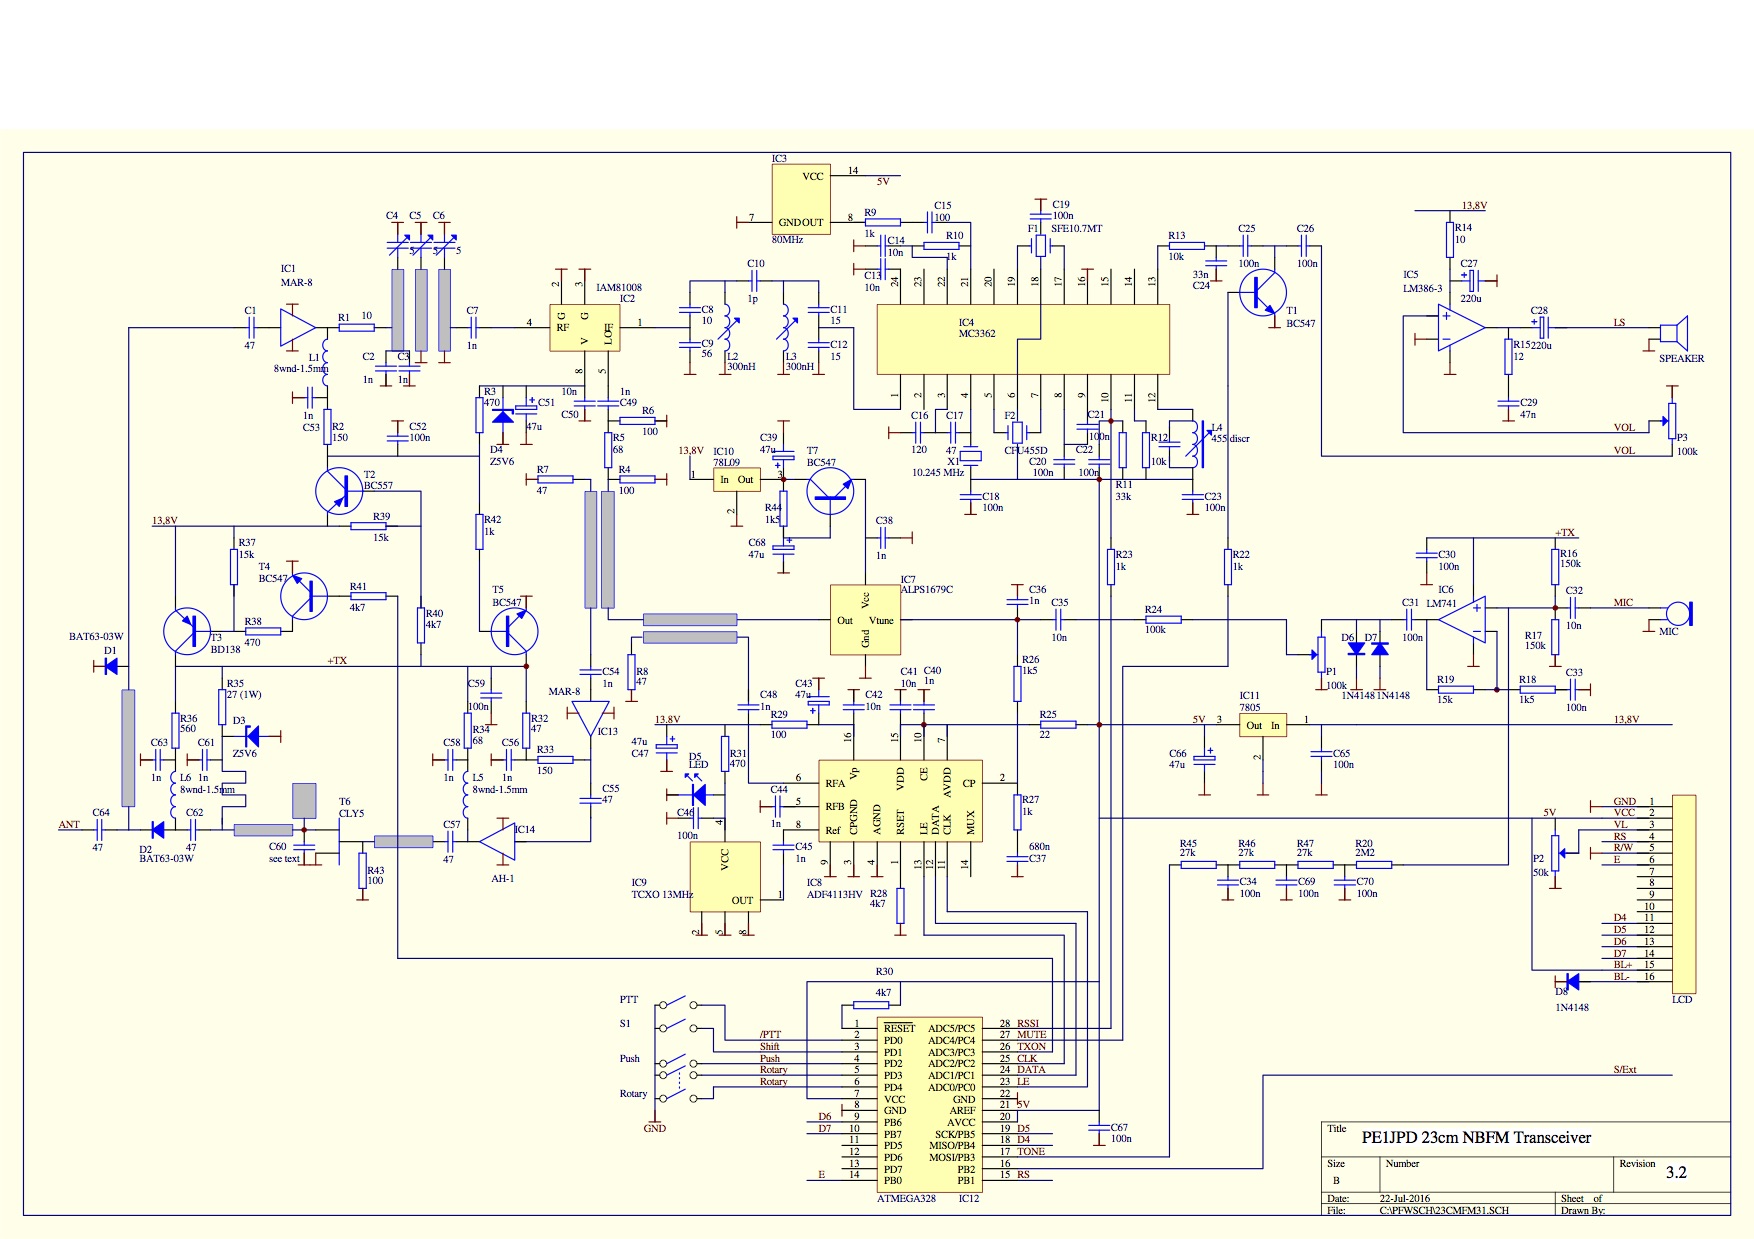 IC3
VCC
14
5V
7
GND OUT
8
80MHz
R9
1k
C15
100
C14
10n
R10
1k
C13
10n
C19
100n
F1
SFE10.7MT
24
23
22
21
20
19
18
17
16
15
14
13
IC4
MC3362
1
2
3
4
5
6
7
8
9
10
11
12
R13
10k
C25
100n
C26
100n
33n
C24
T1
BC547
13,8V
R14
10
C27
220u
IC5
LM386-3
C28
220u
R15
12
C29
47n
LS
SPEAKER
VOL
VOL
P3
100k
C4
C5
C6
5
5
5
IC1
MAR-8
C1
47
R1
10
L1
8wnd-1.5mm
C2
1n
C3
1n
C7
1n
1n
C53
R2
150
C52
100n
IAM81008
IC2
2
3
G
G
4
RF
IF
1
V
LO
8
5
C8
10
C9
56
C10
1p
L2
300nH
L3
300nH
C11
15
C12
15
R3
470
D4
Z5V6
C51
47u
10n
C50
1n
C49
R6
100
R5
68
R4
100
R7
47
C16
120
C17
47
X1
10.245 MHz
C18
100n
F2
CFU455D
C20
100n
C21
100n
C22
100n
R11
33k
R12
10k
L4
455 discr
C23
100n
13,8V
IC10
78L09
1
In
Out
3
2
C39
47u
T7
BC547
R44
1k5
C68
47u
C38
1n
T2
BC557
R39
15k
13,8V
R37
15k
T4
BC547
R41
4k7
R38
470
T3
BD138
R40
4k7
R42
1k
T5
BC547
+TX
BAT63-03W
D1
IC7
ALPS1679C
Vcc
Out
Vtune
Gnd
C36
1n
C35
10n
R24
100k
R23
1k
R22
1k
R26
1k5
R25
22
+TX
C30
100n
R16
150k
IC6
LM741
C31
100n
C32
10n
MIC
MIC
R17
150k
R19
15k
R18
1k5
C33
100n
P1
100k
D6
D7
1N4148
1N4148
R35
27 (1W)
R36
560
D3
Z5V6
C63
1n
C61
1n
L6
8wnd-1.5mm
ANT
C64
47
D2
BAT63-03W
C62
47
C60
see text
T6
CLY5
R43
100
C59
100n
R34
68
C58
1n
C56
1n
R32
47
R33
150
L5
8wnd-1.5mm
C57
47
IC14
AH-1
C54
1n
MAR-8
IC13
C55
47
R8
47
C48
1n
13.8V
R29
100
C43
47u
C42
10n
C41
10n
C40
1n
47u
C47
D5
LED
R31
470
C46
100n
C44
1n
C45
1n
16
15
10
7
6
RFA
Vp
VDD
CE
AVDD
CP
2
5
RFB
8
Ref
CPGND
AGND
RSET
LE
DATA
CLK
MUX
9
3
4
1
13
12
11
14
IC8
ADF4113HV
R28
4k7
R27
1k
680n
C37
IC9
TCXO 13MHz
4
VCC
OUT
1
2
5
8
IC11
7805
5V
3
Out
In
1
2
13,8V
C66
47u
C65
100n
R45
27k
R46
27k
R47
27k
R20
2M2
C34
100n
C69
100n
C70
100n
5V
P2
50k
D8
1N4148
GND 1
VCC 2
VL 3
RS 4
R/W 5
E 6
7
8
9
10
D4 11
D5 12
D6 13
D7 14
BL+ 15
BL- 16
LCD
R30
4k7
PTT
S1
Push
Rotary
GND
/PTT
Shift
Push
Rotary
Rotary
1 RESET ADC5/PC5 28 RSSI
2 PD0 ADC4/PC4 27 MUTE
3 PD1 ADC3/PC3 26 TXON
4 PD2 ADC2/PC2 25 CLK
5 PD3 ADC1/PC1 24 DATA
6 PD4 ADC0/PC0 23 LE
7 VCC GND 22
8 GND AREF 21 5V
D6 9 PB6 AVCC 20
D7 10 PB7 SCK/PB5 19 D5
11 PD5 MISO/PB4 18 D4
12 PD6 MOSI/PB3 17 TONE
13 PD7 PB2 16
E 14 PB0 PB1 15 RS
ATMEGA328 IC12
C67
100n
S/Ext
Title
PE1JPD 23cm NBFM Transceiver
Size
B
Number
Revision
3.2
Date: 22-Jul-2016 Sheet of
File: C:\PFWSCH\23CMFM31.SCH Drawn By: